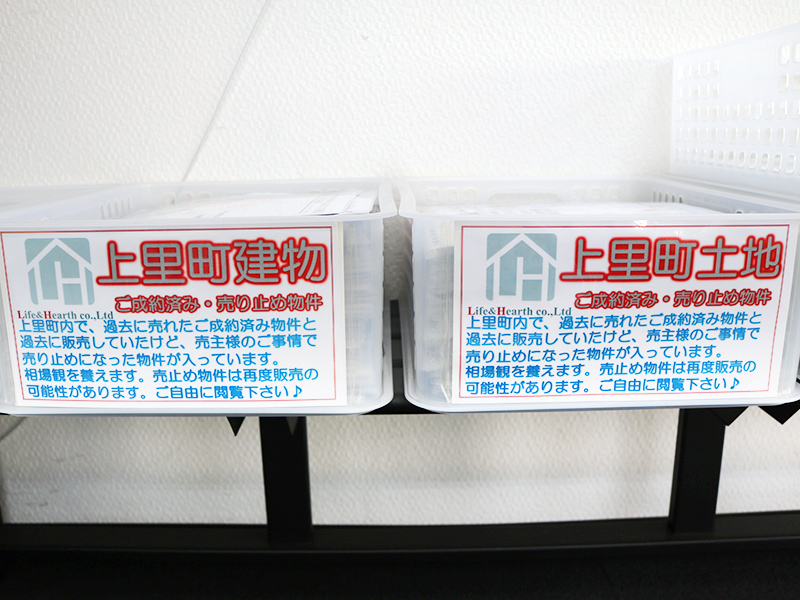 上里町建物
ご成約済み・売り止め物件
Life&Hearth co.,Ltd
上里町内で、過去に売れたご成約済み物件と
過去に販売していたけど、売主様のご事情で
売り止めになった物件が入っています。
相場観を養えます。売止め物件は再度販売の
可能性があります。ご自由に閲覧下さい♪
上里町土地
ご成約済み・売り止め物件
Life&Hearth co.,Ltd
上里町内で、過去に売れたご成約済み物件と
過去に販売していたけど、売主様のご事情で
売り止めになった物件が入っています。
相場観を養えます。売止め物件は再度販売の
可能性があります。ご自由に閲覧下さい♪